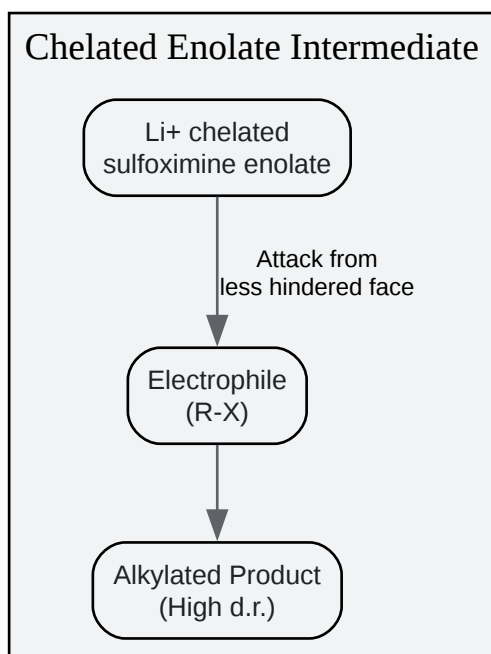 Chelated Enolate Intermediate
Li+ chelated
sulfoximine enolate
Attack from
less hindered face
Electrophile
(R-X)
Alkylated Product
(High d.r.)